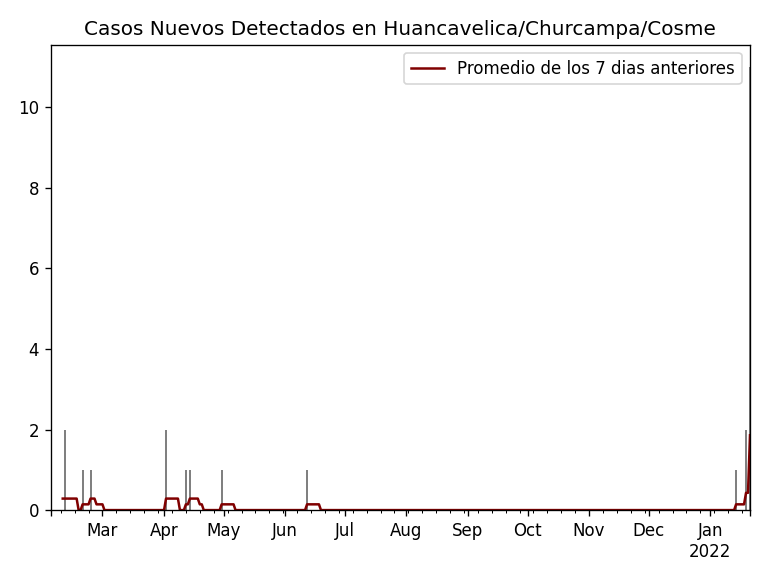 Casos Nuevos Detectados en Huancavelica/Churcampa/Cosme
Promedio de los 7 dias anteriores
10
8
6
4
2
0
Mar Apr May Jun Jul Aug Sep Oct Nov Dec Jan
2022